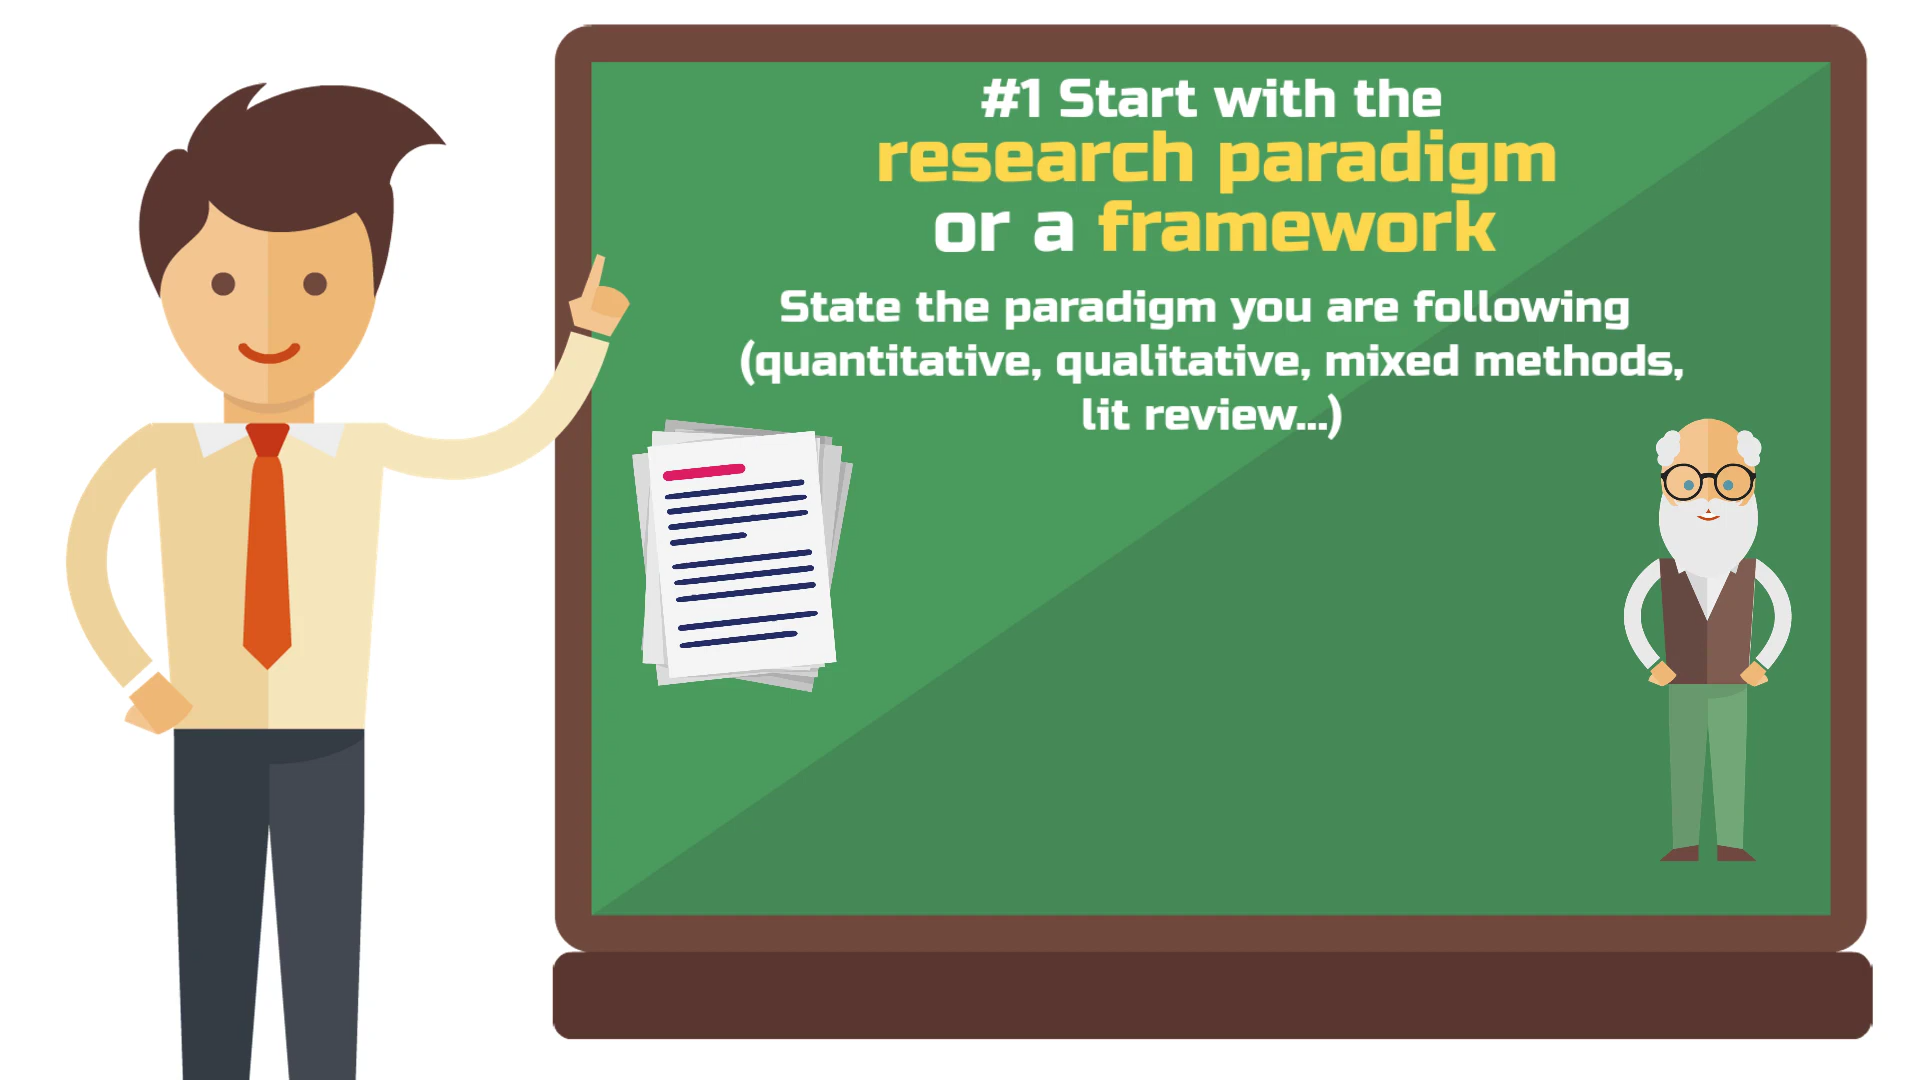 #1 Start with the
research paradigm
or a framework
State the paradigm you are following
(quantitative, qualitative, mixed methods,
lit review...)